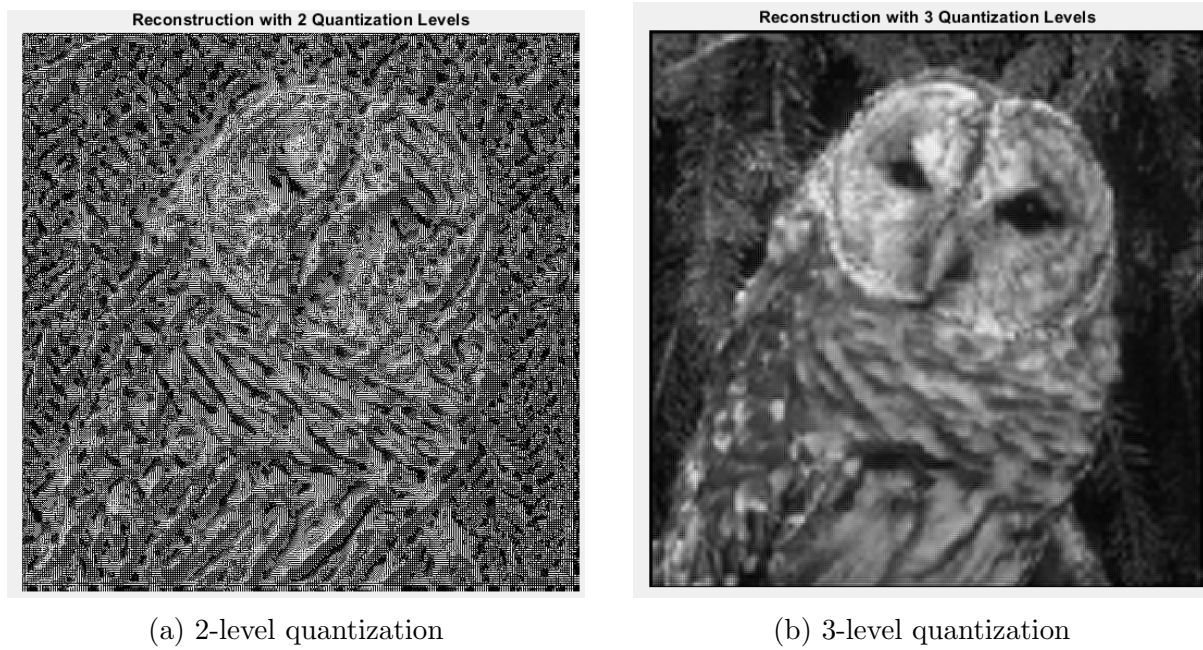 Reconstruction with 2 Quantization Levels
Reconstruction with 3 Quantization Levels
(a) 2-level quantization
(b) 3-level quantization